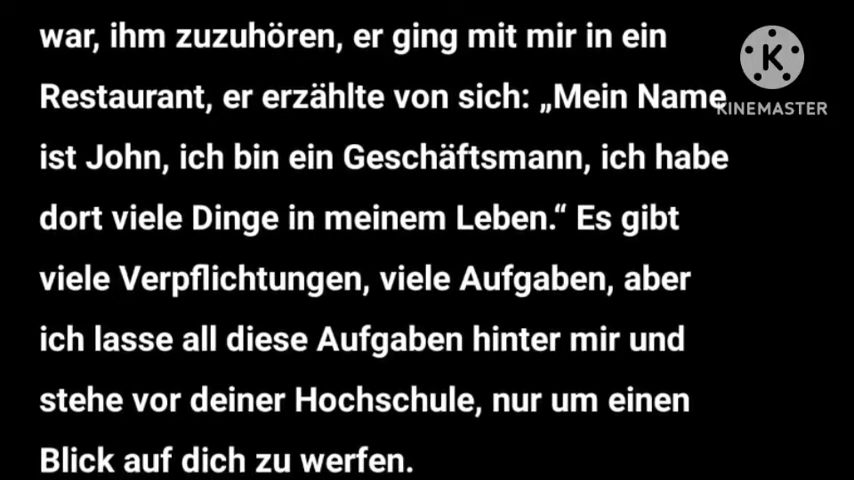 war, ihm zuzuhören, er ging mit mir in ein
Restaurant, er erzählte von sich: „Mein Name
ist John, ich bin ein Geschäftsmann, ich habe
dort viele Dinge in meinem Leben.“ Es gibt
viele Verpflichtungen, viele Aufgaben, aber
ich lasse all diese Aufgaben hinter mir und
stehe vor deiner Hochschule, nur um einen
Blick auf dich zu werfen.
K
KINEMASTER